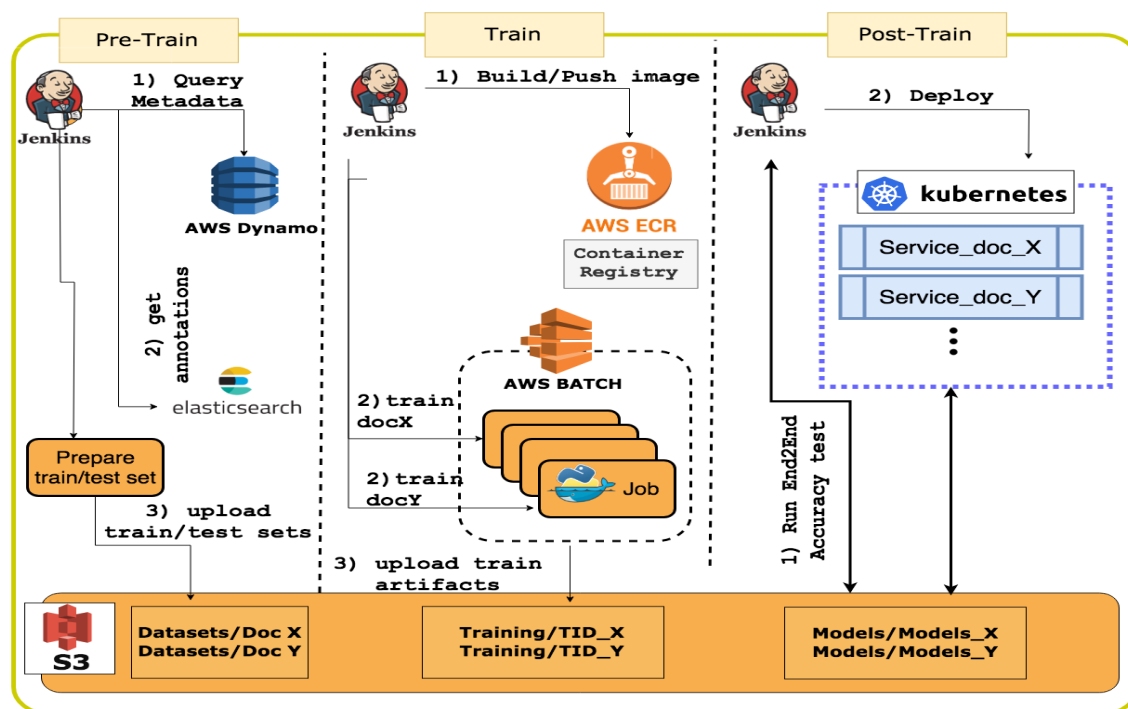 Pre-Train
Train
Post-Train
1) Query
Metadata
Jenkins
AWS Dynamo
2) get
annotations
elasticsearch
Prepare
train/test set
3) upload
train/test sets
1) Build/Push image
Jenkins
AWS ECR
Container
Registry
AWS BATCH
2)train
docX
2)train
docY
Job
3) upload train
artifacts
Jenkins
2) Deploy
kubernetes
Service_doc_X
Service_doc_Y
1) Run End2End
Accuracy test
S3
Datasets/Doc X
Datasets/Doc Y
Training/TID_X
Training/TID_Y
Models/Models_X
Models/Models_Y